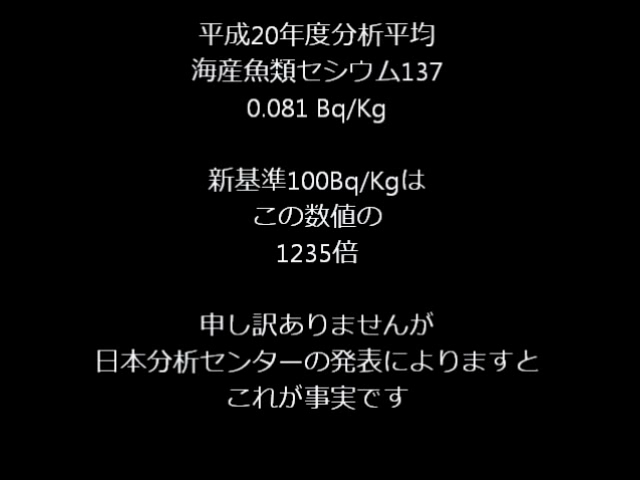 平成20年度分析平均
海産魚類セシウム137
0.081 Bq/Kg
新基準100Bq/Kgは
この数値の
1235倍
申し訳ありませんが
日本分析センターの発表によりますと
これが事実です